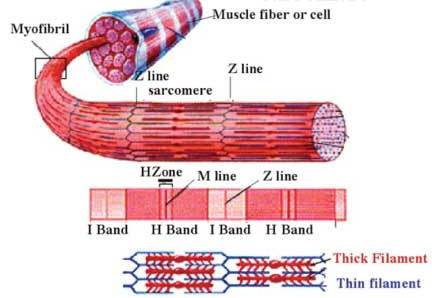 Muscle fiber or cell
Myofibril
Z line
sarcomere
Z line
HZone
M line
Z line
I Band
H Band
I Band
H Band
Thick Filament
Thin filament